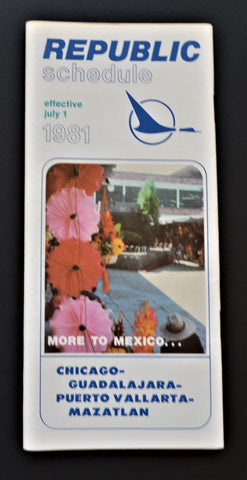 REPUBLIC
schedule
effective
july 1
1981
MORE TO MEXICO...
CHICAGO-
GUADALAJARA-
PUERTO VALLARTA-
MAZATLAN